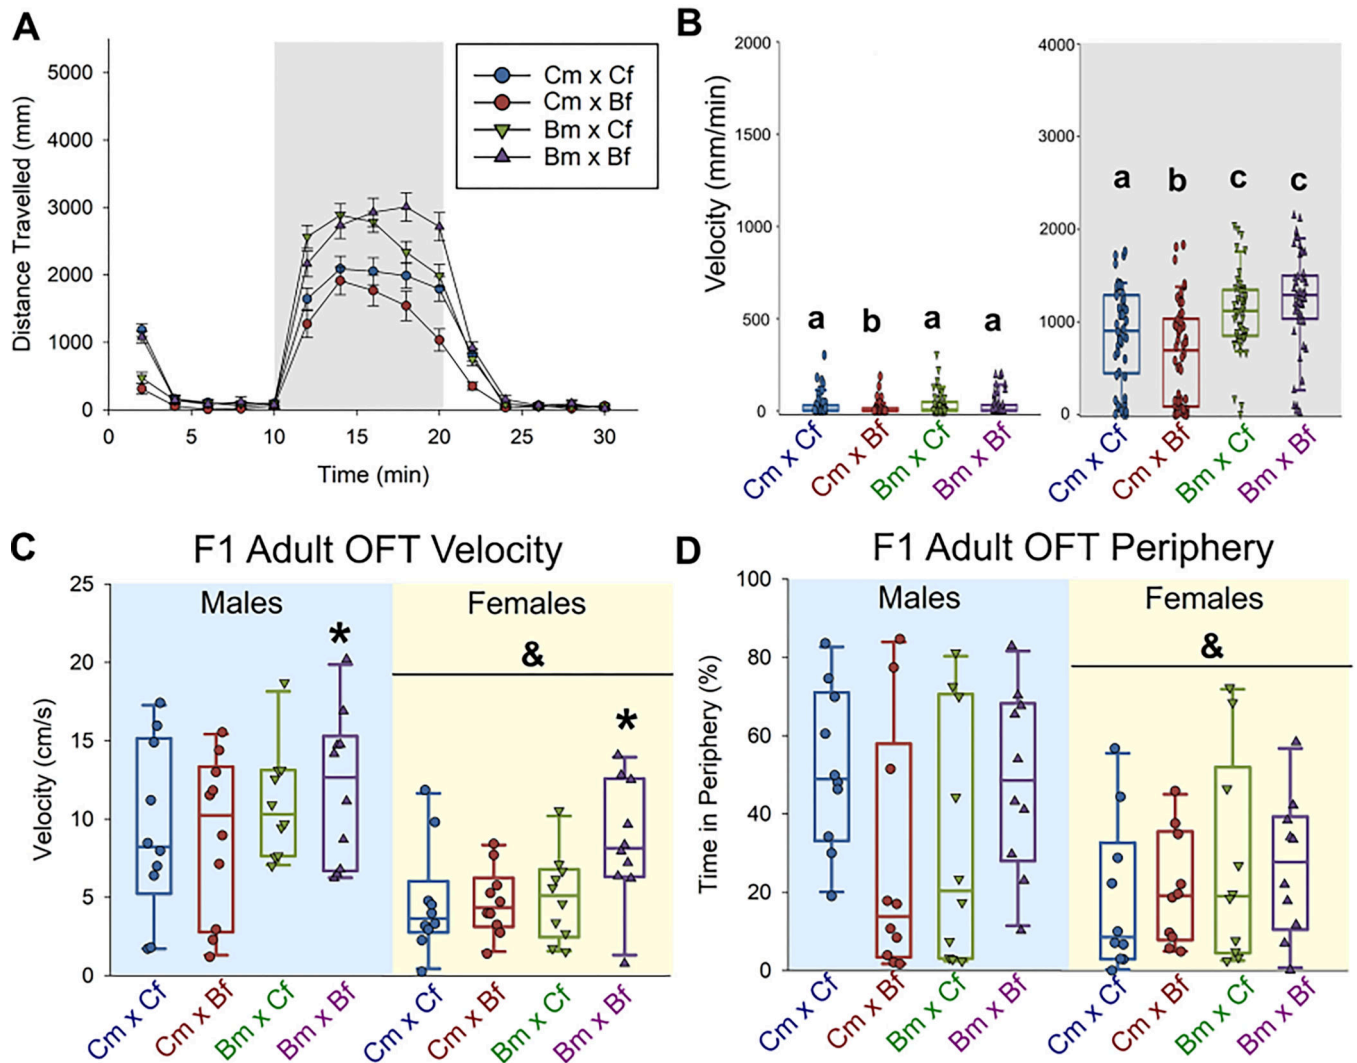 A
Distance Travelled (mm)
5000
4000
3000
2000
1000
0
0 5 10 15 20 25 30
Time (min)
Cm x Cf
Cm x Bf
Bm x Cf
Bm x Bf
B
Velocity (mm/min)
2000
1500
1000
500
0
a b a a
Cm x Cf Cm x Bf Bm x Cf Bm x Bf
4000
3000
2000
1000
0
a b c c
Cm x Cf Cm x Bf Bm x Cf Bm x Bf
C
F1 Adult OFT Velocity
Velocity (cm/s)
25
20
15
10
5
0
Males Females
&
* *
Cm x Cf Cm x Bf Bm x Cf Bm x Bf Cm x Cf Cm x Bf Bm x Cf Bm x Bf
D
F1 Adult OFT Periphery
Time in Periphery (%)
100
80
60
40
20
0
Males Females
&
Cm x Cf Cm x Bf Bm x Cf Bm x Bf Cm x Cf Cm x Bf Bm x Cf Bm x Bf